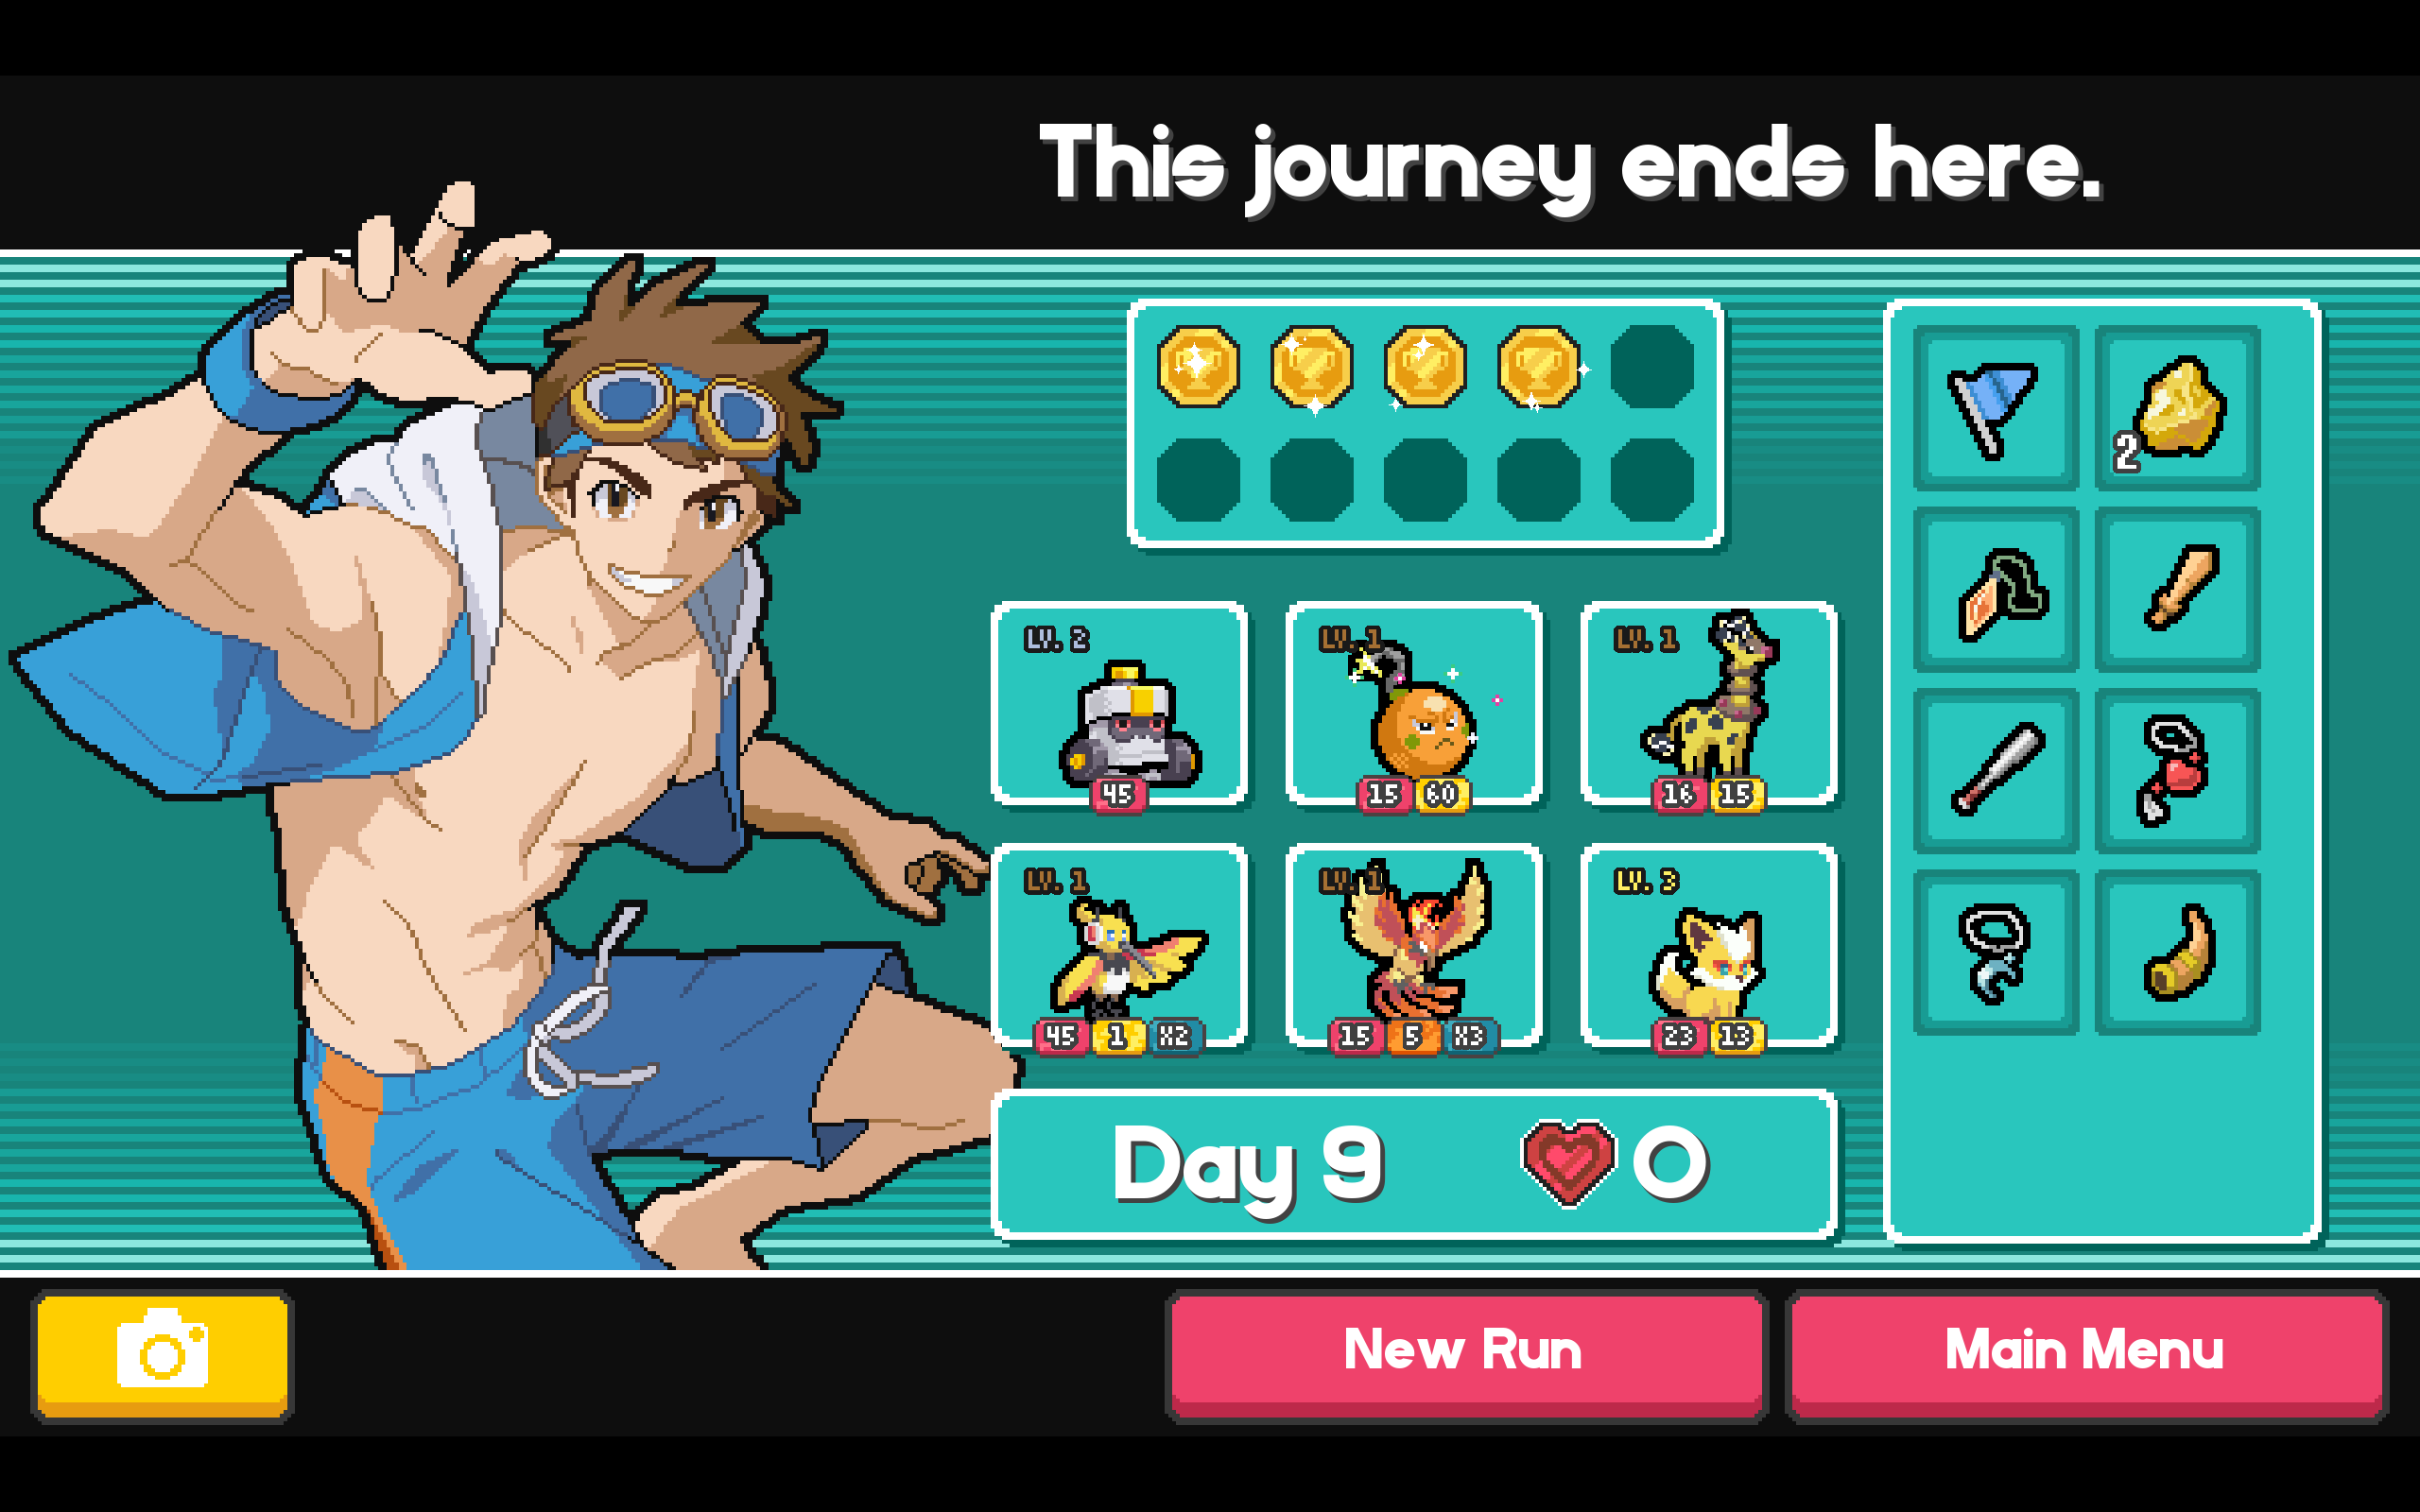 This journey ends here.
2
LV. 2
LV. 1
LV. 1
45
15 60
16 15
LV. 1
LV. 1
LV. 3
45 1 X2
15 5 X3
23 13
Day 9
0
New Run
Main Menu